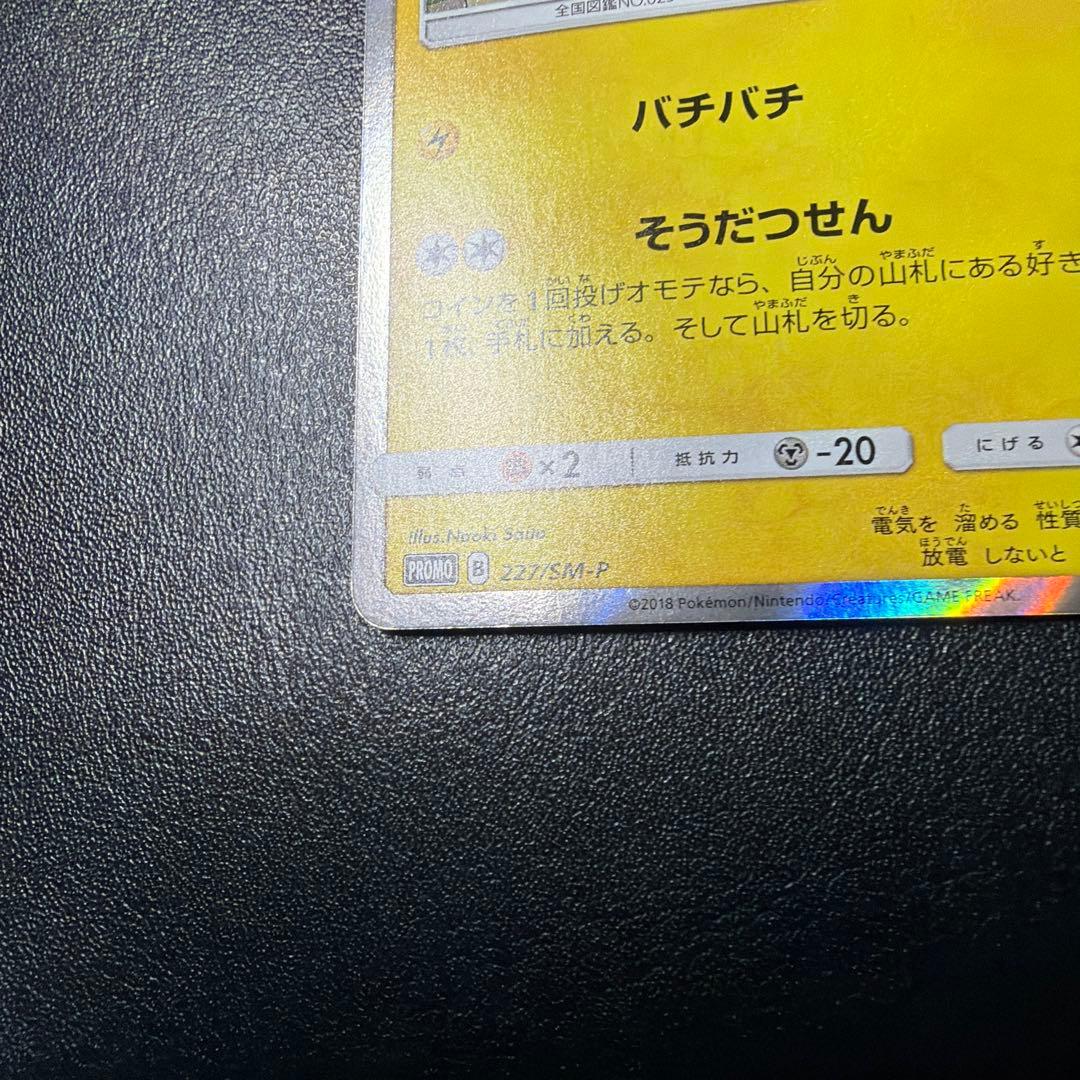 全国図鑑NO.025
バチバチ
そうだつせん
コインを1回投げオモテなら、自分の山札にある好き
1枚、手札に加える。そして山札を切る。
弱点 ×2 抵抗力 -20 にげる
Illus.Naoki Saito
電気を 溜める 性質
放電 しないと
PROMO B 227/SM-P
©2018 Pokémon/Nintendo/Creatures/GAME FREAK.